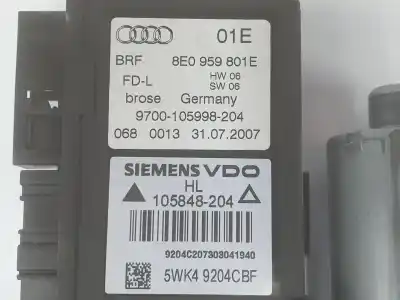 01E
BRF 8E0 959 801E
FD-L HW 06
SW 06
brose Germany
9700-105998-204
068 0013 31.07.2007
SIEMENS VDO
HL
105848-204
9204C207303041940
5WK4 9204CBF